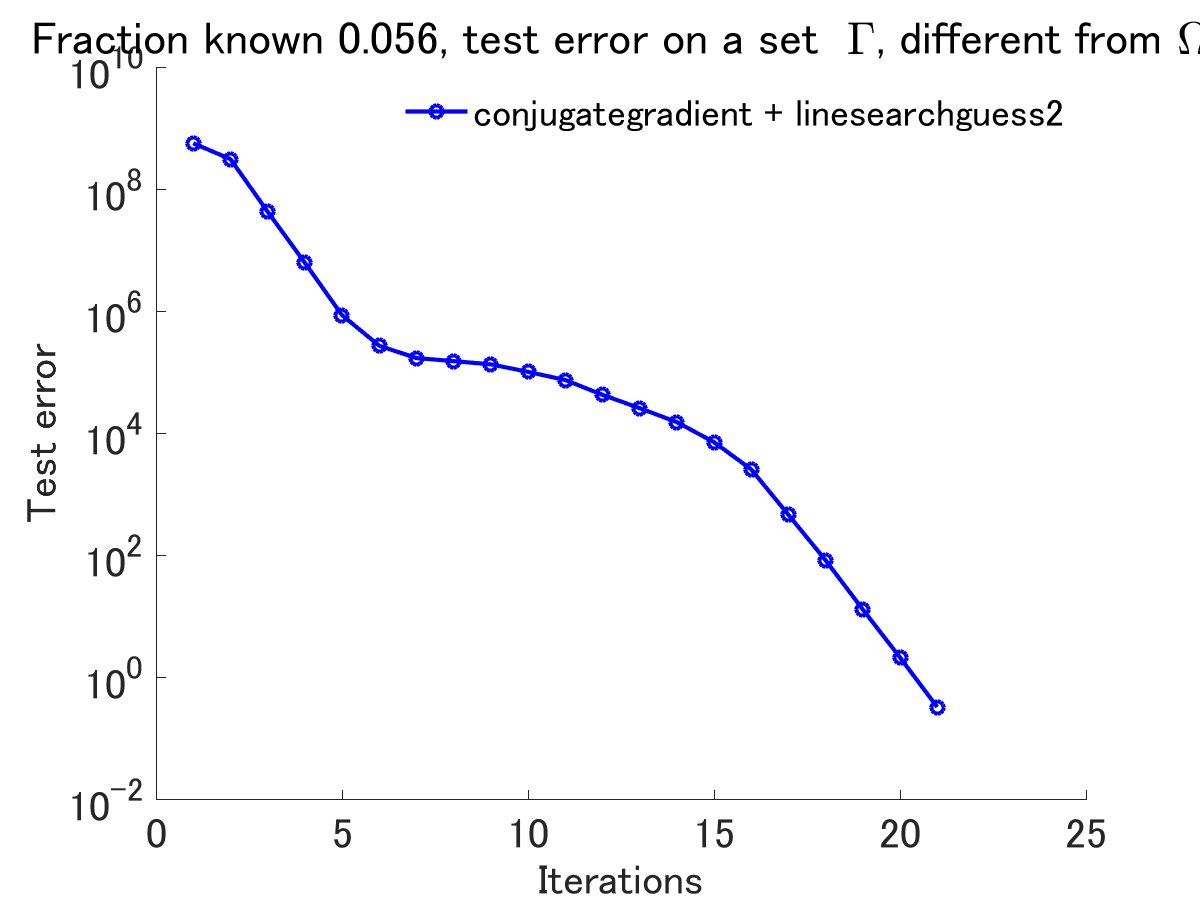 Fraction known 0.056, test error on a set Γ, different from Ω
10^10
conjugategradient + linesearchguess2
10^8
10^6
10^4
10^2
10^0
10^−2
Test error
0 5 10 15 20 25
Iterations